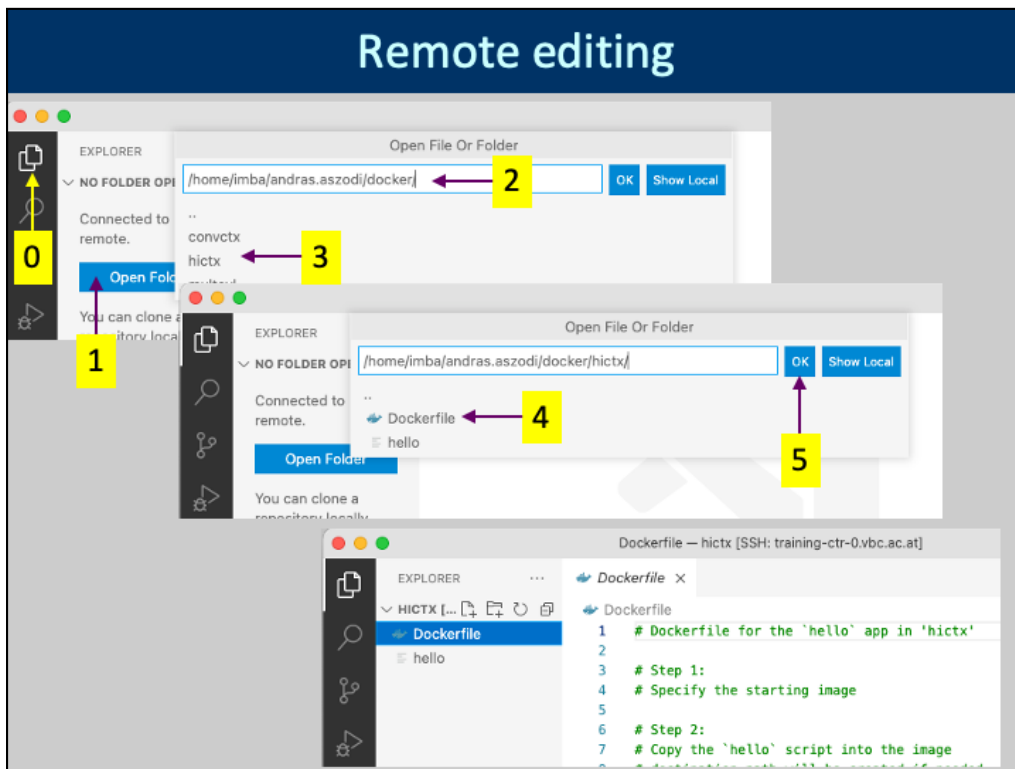 Remote editing
EXPLORER
Open File Or Folder
NO FOLDER OPE
/home/imba/andras.aszodi/docker/
2
OK
Show Local
Connected to
remote.
..
convctx
hictx
3
0
Open Fold
You can clone a
1
EXPLORER
Open File Or Folder
NO FOLDER OPE
/home/imba/andras.aszodi/docker/hictx/
OK
Show Local
Connected to
remote.
..
Dockerfile
4
hello
5
Open Folder
You can clone a
repository locally
Dockerfile — hictx [SSH: training-ctr-0.vbc.ac.at]
EXPLORER
...
Dockerfile
HICTX [...
Dockerfile
Dockerfile
hello
1 # Dockerfile for the `hello` app in 'hictx'
2
3 # Step 1:
4 # Specify the starting image
5
6 # Step 2:
7 # Copy the `hello` script into the image